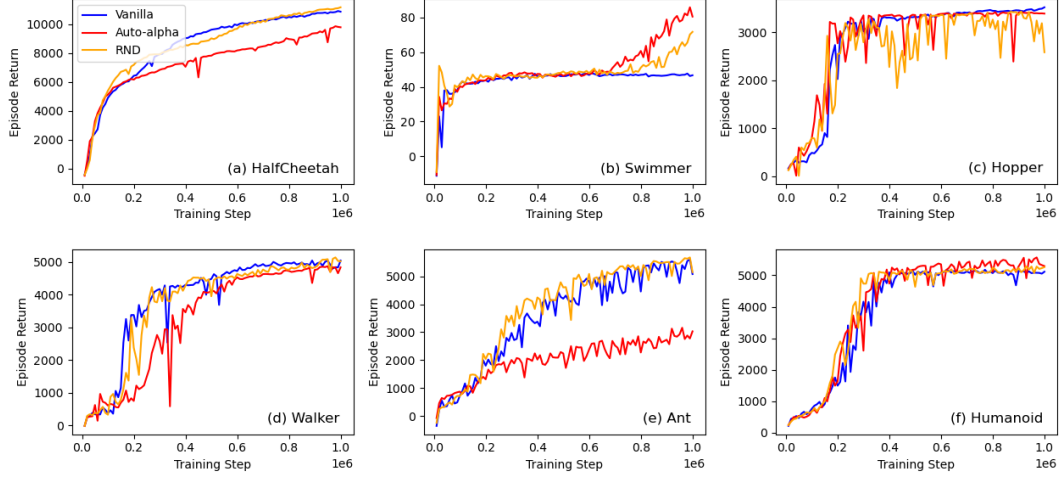 Vanilla
Auto-alpha
RND
Episode Return
10000
8000
6000
4000
2000
0
0.0 0.2 0.4 0.6 0.8 1.0
1e6
Training Step
(a) HalfCheetah
Episode Return
80
60
40
20
0
0.0 0.2 0.4 0.6 0.8 1.0
1e6
Training Step
(b) Swimmer
Episode Return
3000
2000
1000
0
0.0 0.2 0.4 0.6 0.8 1.0
1e6
Training Step
(c) Hopper
Episode Return
5000
4000
3000
2000
1000
0
0.0 0.2 0.4 0.6 0.8 1.0
1e6
Training Step
(d) Walker
Episode Return
5000
4000
3000
2000
1000
0
0.0 0.2 0.4 0.6 0.8 1.0
1e6
Training Step
(e) Ant
Episode Return
5000
4000
3000
2000
1000
0
0.0 0.2 0.4 0.6 0.8 1.0
1e6
Training Step
(f) Humanoid